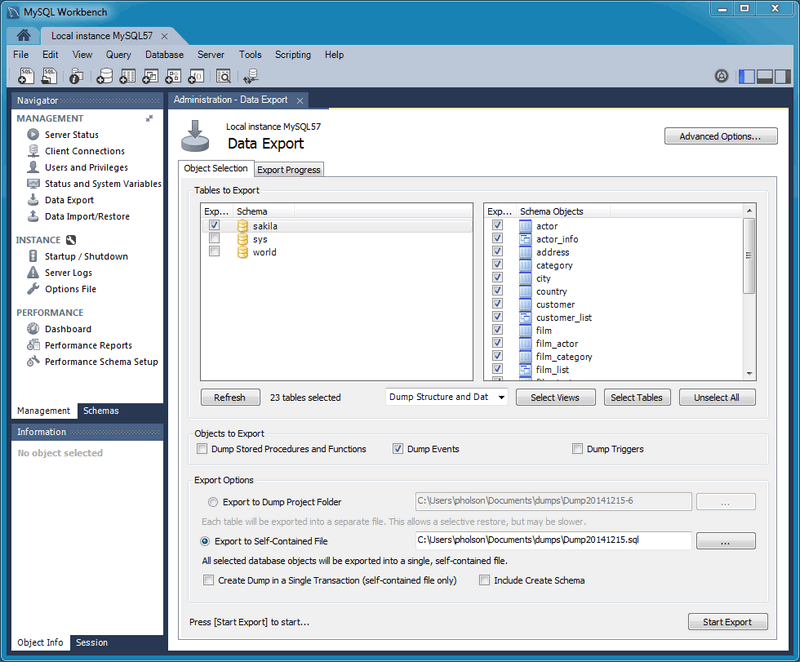 MySQL Workbench
Local instance MySQL57
File Edit View Query Database Server Tools Scripting Help
Navigator
MANAGEMENT
Server Status
Client Connections
Users and Privileges
Status and System Variables
Data Export
Data Import/Restore
INSTANCE
Startup / Shutdown
Server Logs
Options File
PERFORMANCE
Dashboard
Performance Reports
Performance Schema Setup
Management Schemas
Information
No object selected
Object Info Session
Administration - Data Export
Local instance MySQL57
Data Export
Advanced Options...
Object Selection Export Progress
Tables to Export
Exp... Schema
sakila
sys
world
Exp... Schema Objects
actor
actor_info
address
category
city
country
customer
customer_list
film
film_actor
film_category
film_list
Refresh 23 tables selected Dump Structure and Dat Select Views Select Tables Unselect All
Objects to Export
Dump Stored Procedures and Functions Dump Events Dump Triggers
Export Options
Export to Dump Project Folder C:\Users\pholson\Documents\dumps\Dump20141215-6 ...
Each table will be exported into a separate file. This allows a selective restore, but may be slower.
Export to Self-Contained File C:\Users\pholson\Documents\dumps\Dump20141215.sql ...
All selected database objects will be exported into a single, self-contained file.
Create Dump in a Single Transaction (self-contained file only) Include Create Schema
Press [Start Export] to start... Start Export